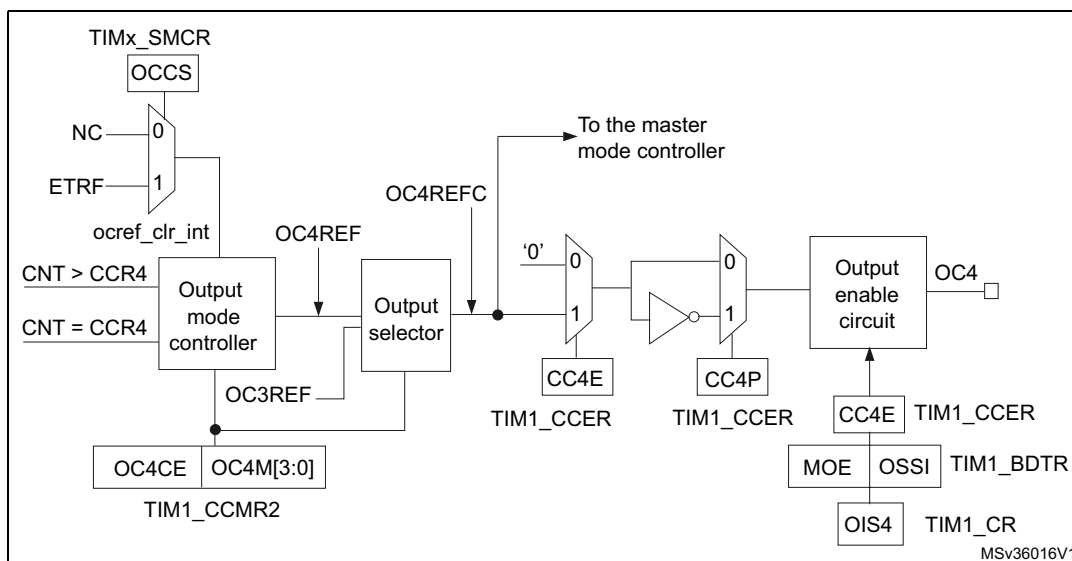 TIMx_SMCR
OCCS
NC
0
ETRF
1
ocref_clr_int
To the master
mode controller
OC4REFC
OC4REF
CNT > CCR4
CNT = CCR4
Output
mode
controller
Output
selector
OC3REF
‘0’
0
1
CC4E
TIM1_CCER
0
1
CC4P
TIM1_CCER
Output
enable
circuit
OC4
CC4E
TIM1_CCER
MOE
OSSI
TIM1_BDTR
OIS4
TIM1_CR
OC4CE
OC4M[3:0]
TIM1_CCMR2
MSv36016V1